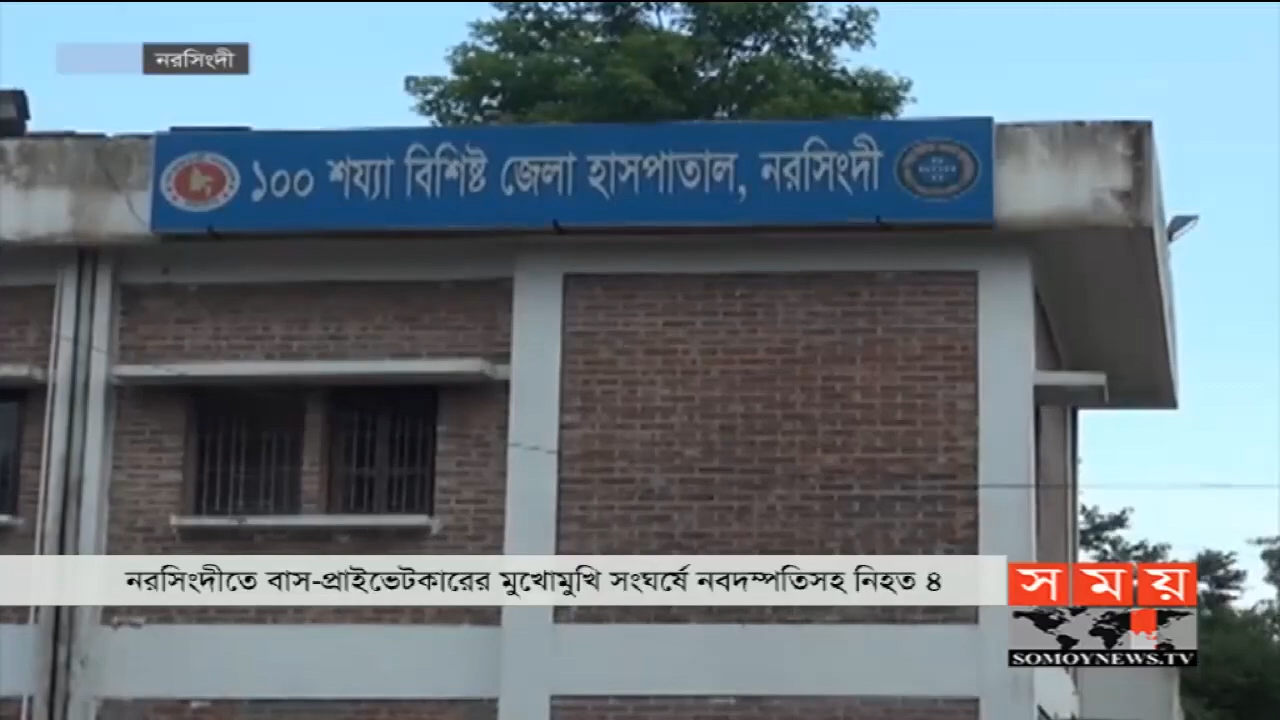 নরসিংদী
১০০ শয্যা বিশিষ্ট জেলা হাসপাতাল, নরসিংদী
নরসিংদীতে বাস-প্রাইভেটকারের মুখোমুখি সংঘর্ষে নবদম্পতিসহ নিহত ৪
সময়
SOMOYNEWS.TV